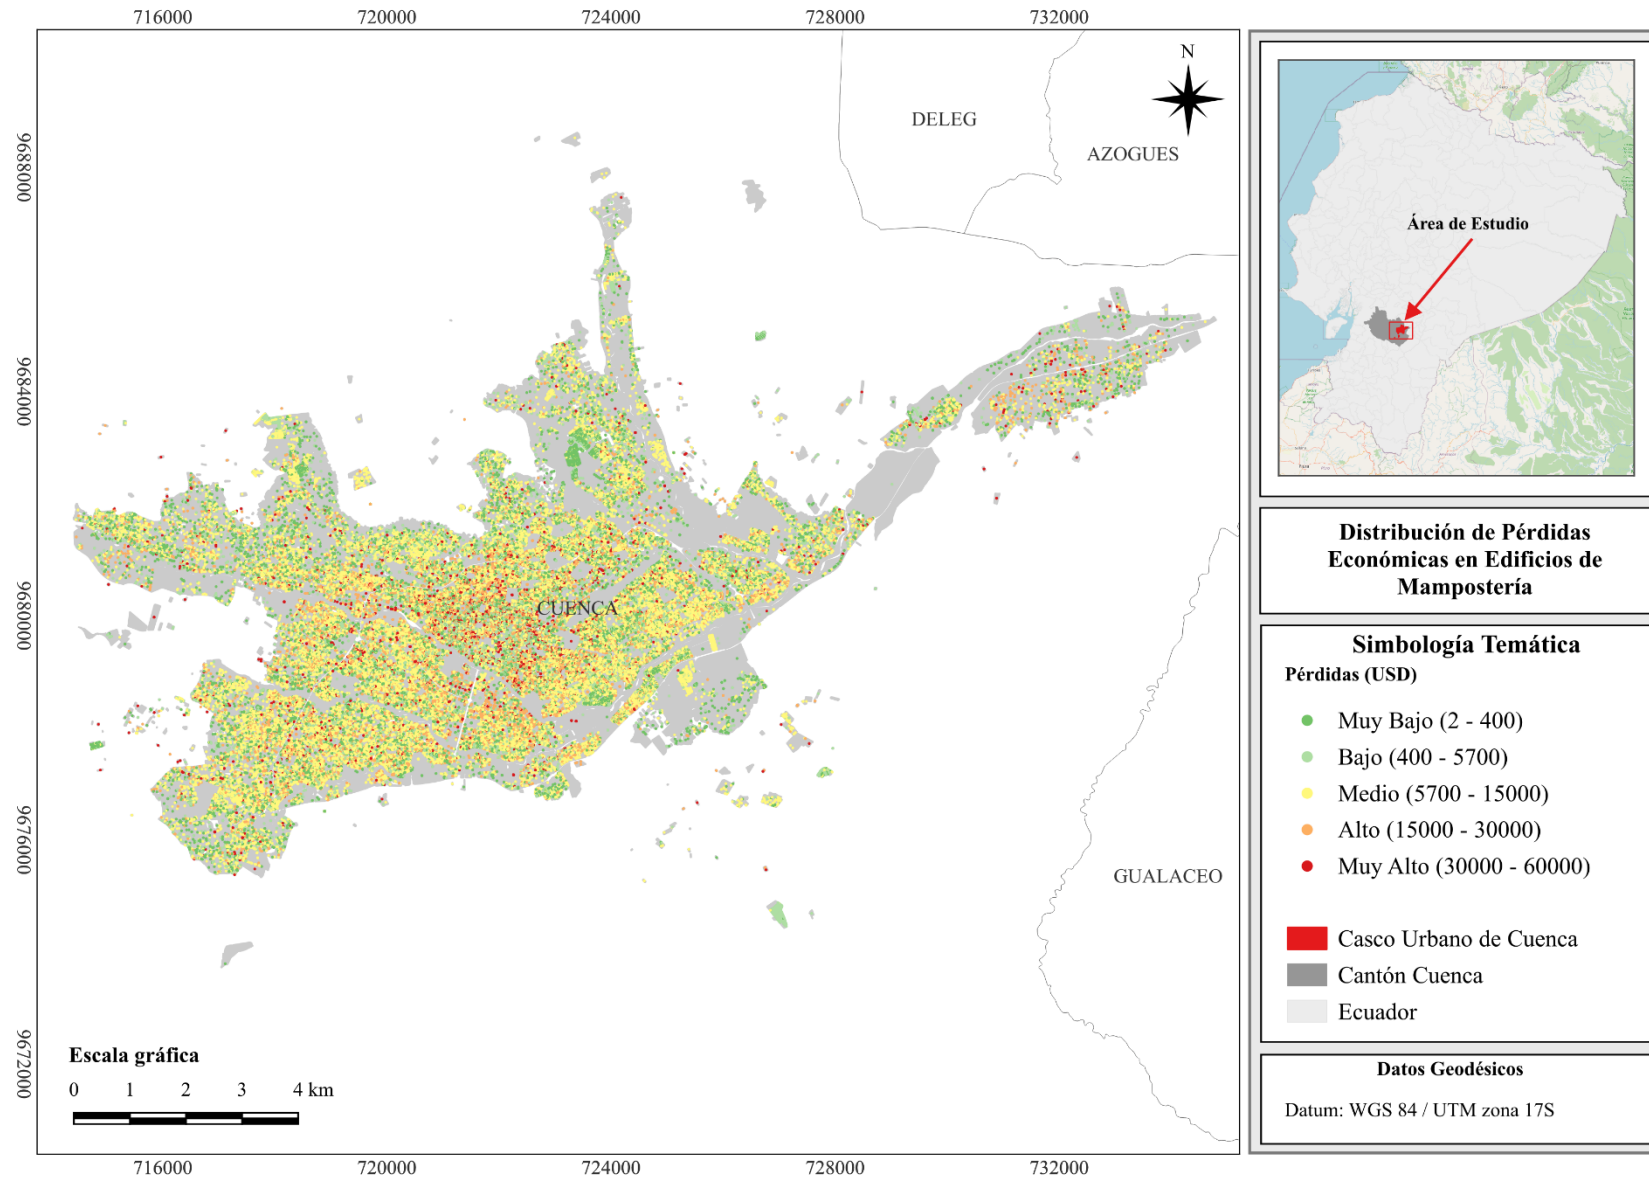 716000
720000
724000
728000
732000
9688000
9684000
9680000
9676000
9672000
N
DELEG
AZOGUES
CUENCA
GUALACEO
Escala gráfica
0 1 2 3 4 km
716000
720000
724000
728000
732000
Área de Estudio
Distribución de Pérdidas
Económicas en Edificios de
Mampostería
Simbología Temática
Pérdidas (USD)
Muy Bajo (2 - 400)
Bajo (400 - 5700)
Medio (5700 - 15000)
Alto (15000 - 30000)
Muy Alto (30000 - 60000)
Casco Urbano de Cuenca
Cantón Cuenca
Ecuador
Datos Geodésicos
Datum: WGS 84 / UTM zona 17S